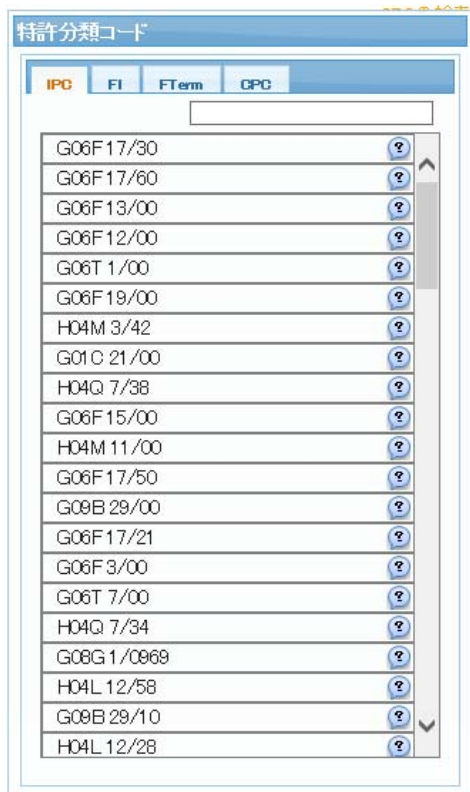 特許分類コード
IPC FI FTerm CPC
G06F17/30
G06F17/60
G06F13/00
G06F12/00
G06T 1/00
G06F19/00
H04M 3/42
G01C 21/00
H04Q 7/38
G06F15/00
H04M 11/00
G06F17/50
G09B 29/00
G06F17/21
G06F 3/00
G06T 7/00
H04Q 7/34
G08G 1/0969
H04L 12/58
G09B 29/10
H04L 12/28